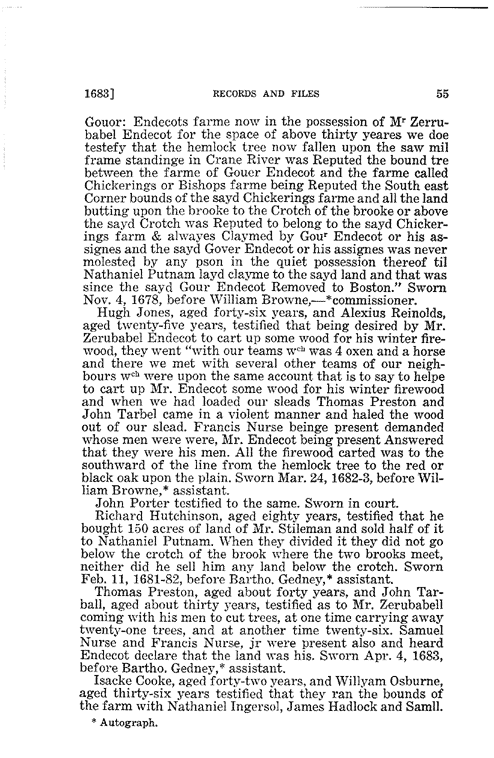 1683] RECORDS AND FILES 55
Gouor: Endecots farme now in the possession of Mr Zerru-
babel Endecot for the space of above thirty yeares we doe
testefy that the hemlock tree now fallen upon the saw mil
frame standinge in Crane River was Reputed the bound tre
between the farme of Gouer Endecot and the farme called
Chickerings or Bishops farme being Reputed the South east
Corner bounds of the sayd Chickerings farme and all the land
butting upon the brooke to the Crotch of the brooke or above
the sayd Crotch was Reputed to belong to the sayd Chicker-
ings farm & alwayes Claymed by Gour Endecot or his as-
signes and the sayd Gover Endecot or his assignes was never
molested by any pson in the quiet possession thereof til
Nathaniel Putnam layd clayme to the sayd land and that was
since the sayd Gour Endecot Removed to Boston." Sworn
Nov. 4, 1678, before William Browne,—*commissioner.
Hugh Jones, aged forty-six years, and Alexius Reinolds,
aged twenty-five years, testified that being desired by Mr.
Zerubabel Endecot to cart up some wood for his winter fire-
wood, they went "with our teams wch was 4 oxen and a horse
and there we met with several other teams of our neigh-
bours wch were upon the same account that is to say to helpe
to cart up Mr. Endecot some wood for his winter firewood
and when we had loaded our sleads Thomas Preston and
John Tarbel came in a violent manner and haled the wood
out of our slead. Francis Nurse beinge present demanded
whose men were were, Mr. Endecot being present Answered
that they were his men. All the firewood carted was to the
southward of the line from the hemlock tree to the red or
black oak upon the plain. Sworn Mar. 24, 1682-3, before Wil-
liam Browne,* assistant.
John Porter testified to the same. Sworn in court.
Richard Hutchinson, aged eighty years, testified that he
bought 150 acres of land of Mr. Stileman and sold half of it
to Nathaniel Putnam. When they divided it they did not go
below the crotch of the brook where the two brooks meet,
neither did he sell him any land below the crotch. Sworn
Feb. 11, 1681-82, before Bartho. Gedney,* assistant.
Thomas Preston, aged about forty years, and John Tar-
ball, aged about thirty years, testified as to Mr. Zerubabell
coming with his men to cut trees, at one time carrying away
twenty-one trees, and at another time twenty-six. Samuel
Nurse and Francis Nurse, jr were present also and heard
Endecot declare that the land was his. Sworn Apr. 4, 1683,
before Bartho. Gedney,* assistant.
Isacke Cooke, aged forty-two years, and Willyam Osburne,
aged thirty-six years testified that they ran the bounds of
the farm with Nathaniel Ingersol, James Hadlock and Samll.
* Autograph.